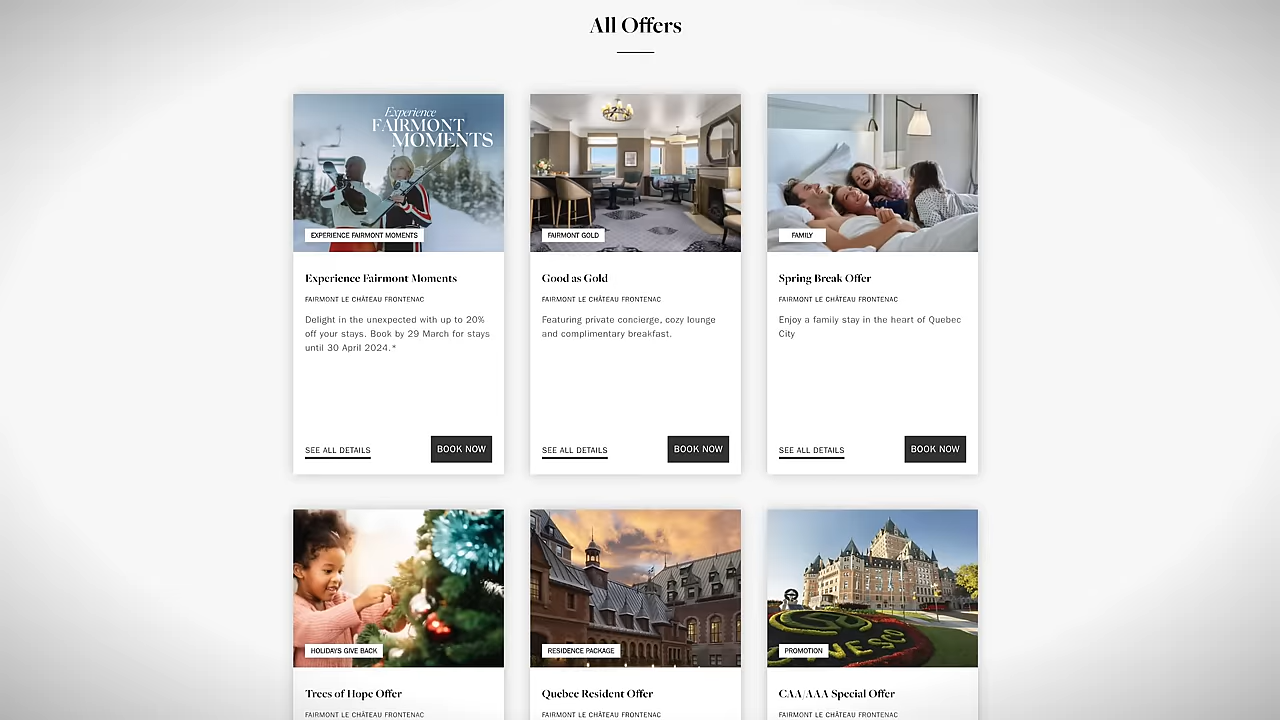 All Offers
Experience
FAIRMONT
MOMENTS
EXPERIENCE FAIRMONT MOMENTS
Experience Fairmont Moments
FAIRMONT LE CHÂTEAU FRONTENAC
Delight in the unexpected with up to 20%
off your stays. Book by 29 March for stays
until 30 April 2024.*
SEE ALL DETAILS
BOOK NOW
FAIRMONT GOLD
Good as Gold
FAIRMONT LE CHÂTEAU FRONTENAC
Featuring private concierge, cozy lounge
and complimentary breakfast.
SEE ALL DETAILS
BOOK NOW
FAMILY
Spring Break Offer
FAIRMONT LE CHÂTEAU FRONTENAC
Enjoy a family stay in the heart of Quebec
City
SEE ALL DETAILS
BOOK NOW
HOLIDAYS GIVE BACK
Trees of Hope Offer
FAIRMONT LE CHÂTEAU FRONTENAC
RESIDENCE PACKAGE
Quebec Resident Offer
FAIRMONT LE CHÂTEAU FRONTENAC
UNESCO
PROMOTION
CAA/AAA Special Offer
FAIRMONT LE CHÂTEAU FRONTENAC